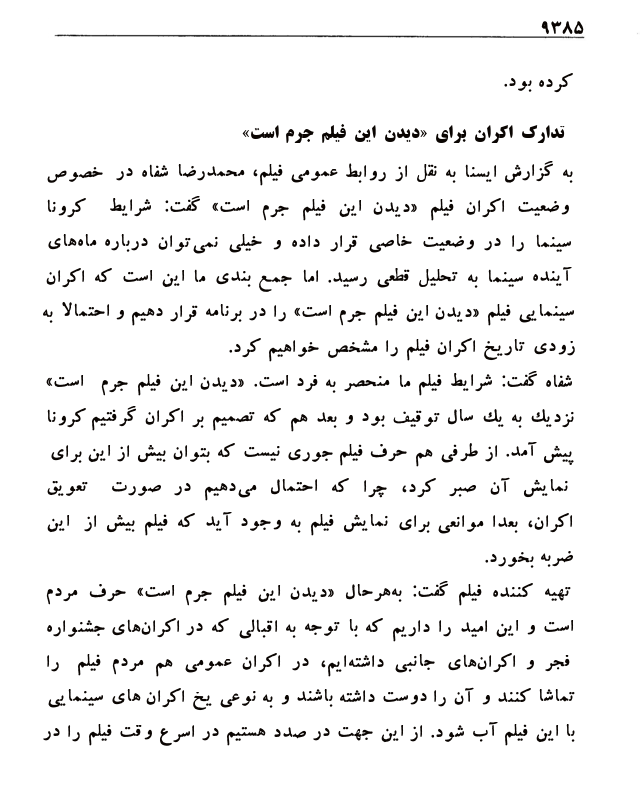 ۹۳۸۵
کرده بود.
تدارک اکران برای «دیدن این فیلم جرم است»
به گزارش ایسنا به نقل از روابط عمومی فیلم، محمدرضا شفاه در خصوص
وضعیت اکران فیلم «دیدن این فیلم جرم است» گفت: شرایط کرونا
سینما را در وضعیت خاصی قرار داده و خیلی نمی‌توان درباره ماه‌های
آینده سینما به تحلیل قطعی رسید. اما جمع بندی ما این است که اکران
سینمایی فیلم «دیدن این فیلم جرم است» را در برنامه قرار دهیم و احتمالا به
زودی تاریخ اکران فیلم را مشخص خواهیم کرد.
شفاه گفت: شرایط فیلم ما منحصر به فرد است. «دیدن این فیلم جرم است»
نزدیك به یك سال توقیف بود و بعد هم که تصمیم بر اکران گرفتیم کرونا
پیش آمد. از طرفی هم حرف فیلم جوری نیست که بتوان بیش از این برای
نمایش آن صبر کرد، چرا که احتمال می‌دهیم در صورت تعویق
اکران، بعدا موانعی برای نمایش فیلم به وجود آید که فیلم بیش از این
ضربه بخورد.
تهیه کننده فیلم گفت: به‌هرحال «دیدن این فیلم جرم است» حرف مردم
است و این امید را داریم که با توجه به اقبالی که در اکران‌های جشنواره
فجر و اکران‌های جانبی داشته‌ایم، در اکران عمومی هم مردم فیلم را
تماشا کنند و آن را دوست داشته باشند و به نوعی یخ اکران های سینمایی
با این فیلم آب شود. از این جهت در صدد هستیم در اسرع وقت فیلم را در